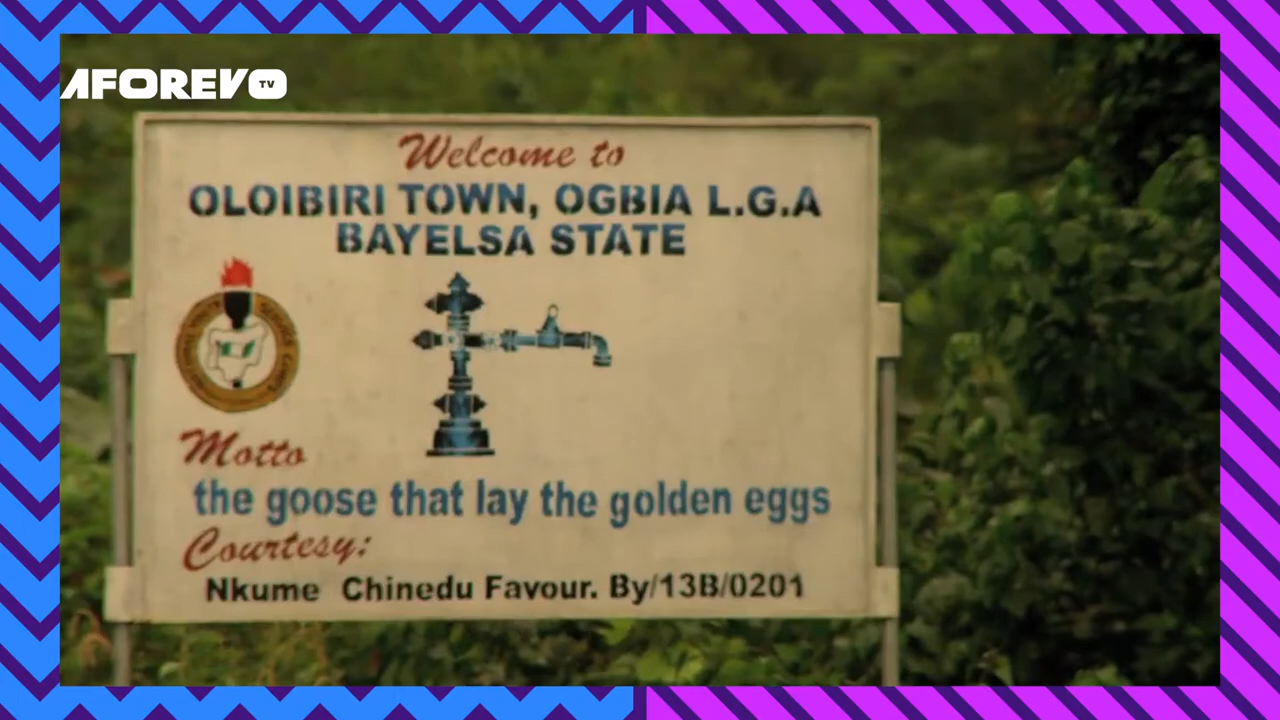 AFOREVO TV
Welcome to
OLOIBIRI TOWN, OGBIA L.G.A
BAYELSA STATE
Motto
the goose that lay the golden eggs
Courtesy:
Nkume Chinedu Favour. By/13B/0201